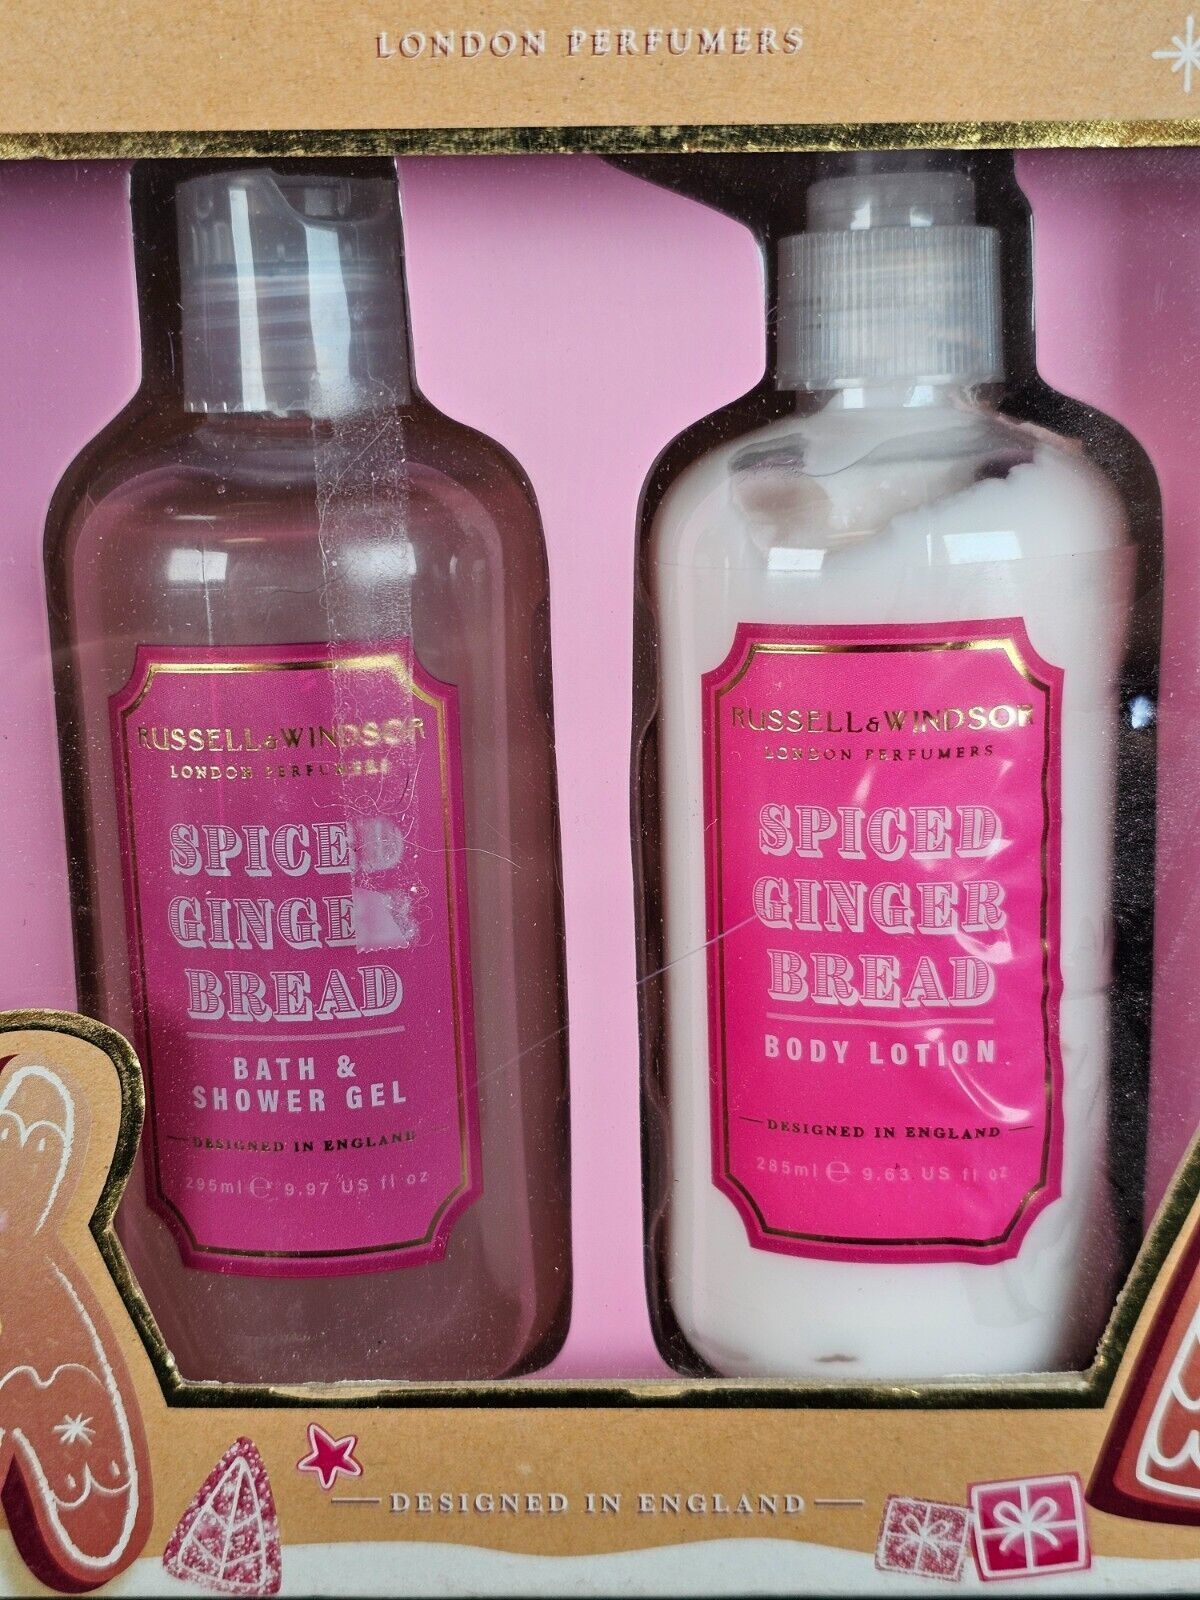 LONDON PERFUMERS
RUSSELL & WINDSOR
LONDON PERFUMERS
SPICED
GINGER
BREAD
BATH &
SHOWER GEL
DESIGNED IN ENGLAND
295ml ℮ 9.97 US fl oz
RUSSELL & WINDSOR
LONDON PERFUMERS
SPICED
GINGER
BREAD
BODY LOTION
DESIGNED IN ENGLAND
285ml ℮ 9.63 US fl oz
DESIGNED IN ENGLAND